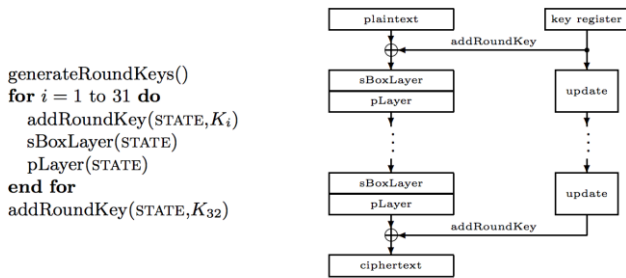 generateRoundKeys()
for i = 1 to 31 do
addRoundKey(STATE,K_i)
sBoxLayer(STATE)
pLayer(STATE)
end for
addRoundKey(STATE,K_32)
plaintext
key register
addRoundKey
sBoxLayer
pLayer
update
sBoxLayer
pLayer
update
addRoundKey
ciphertext